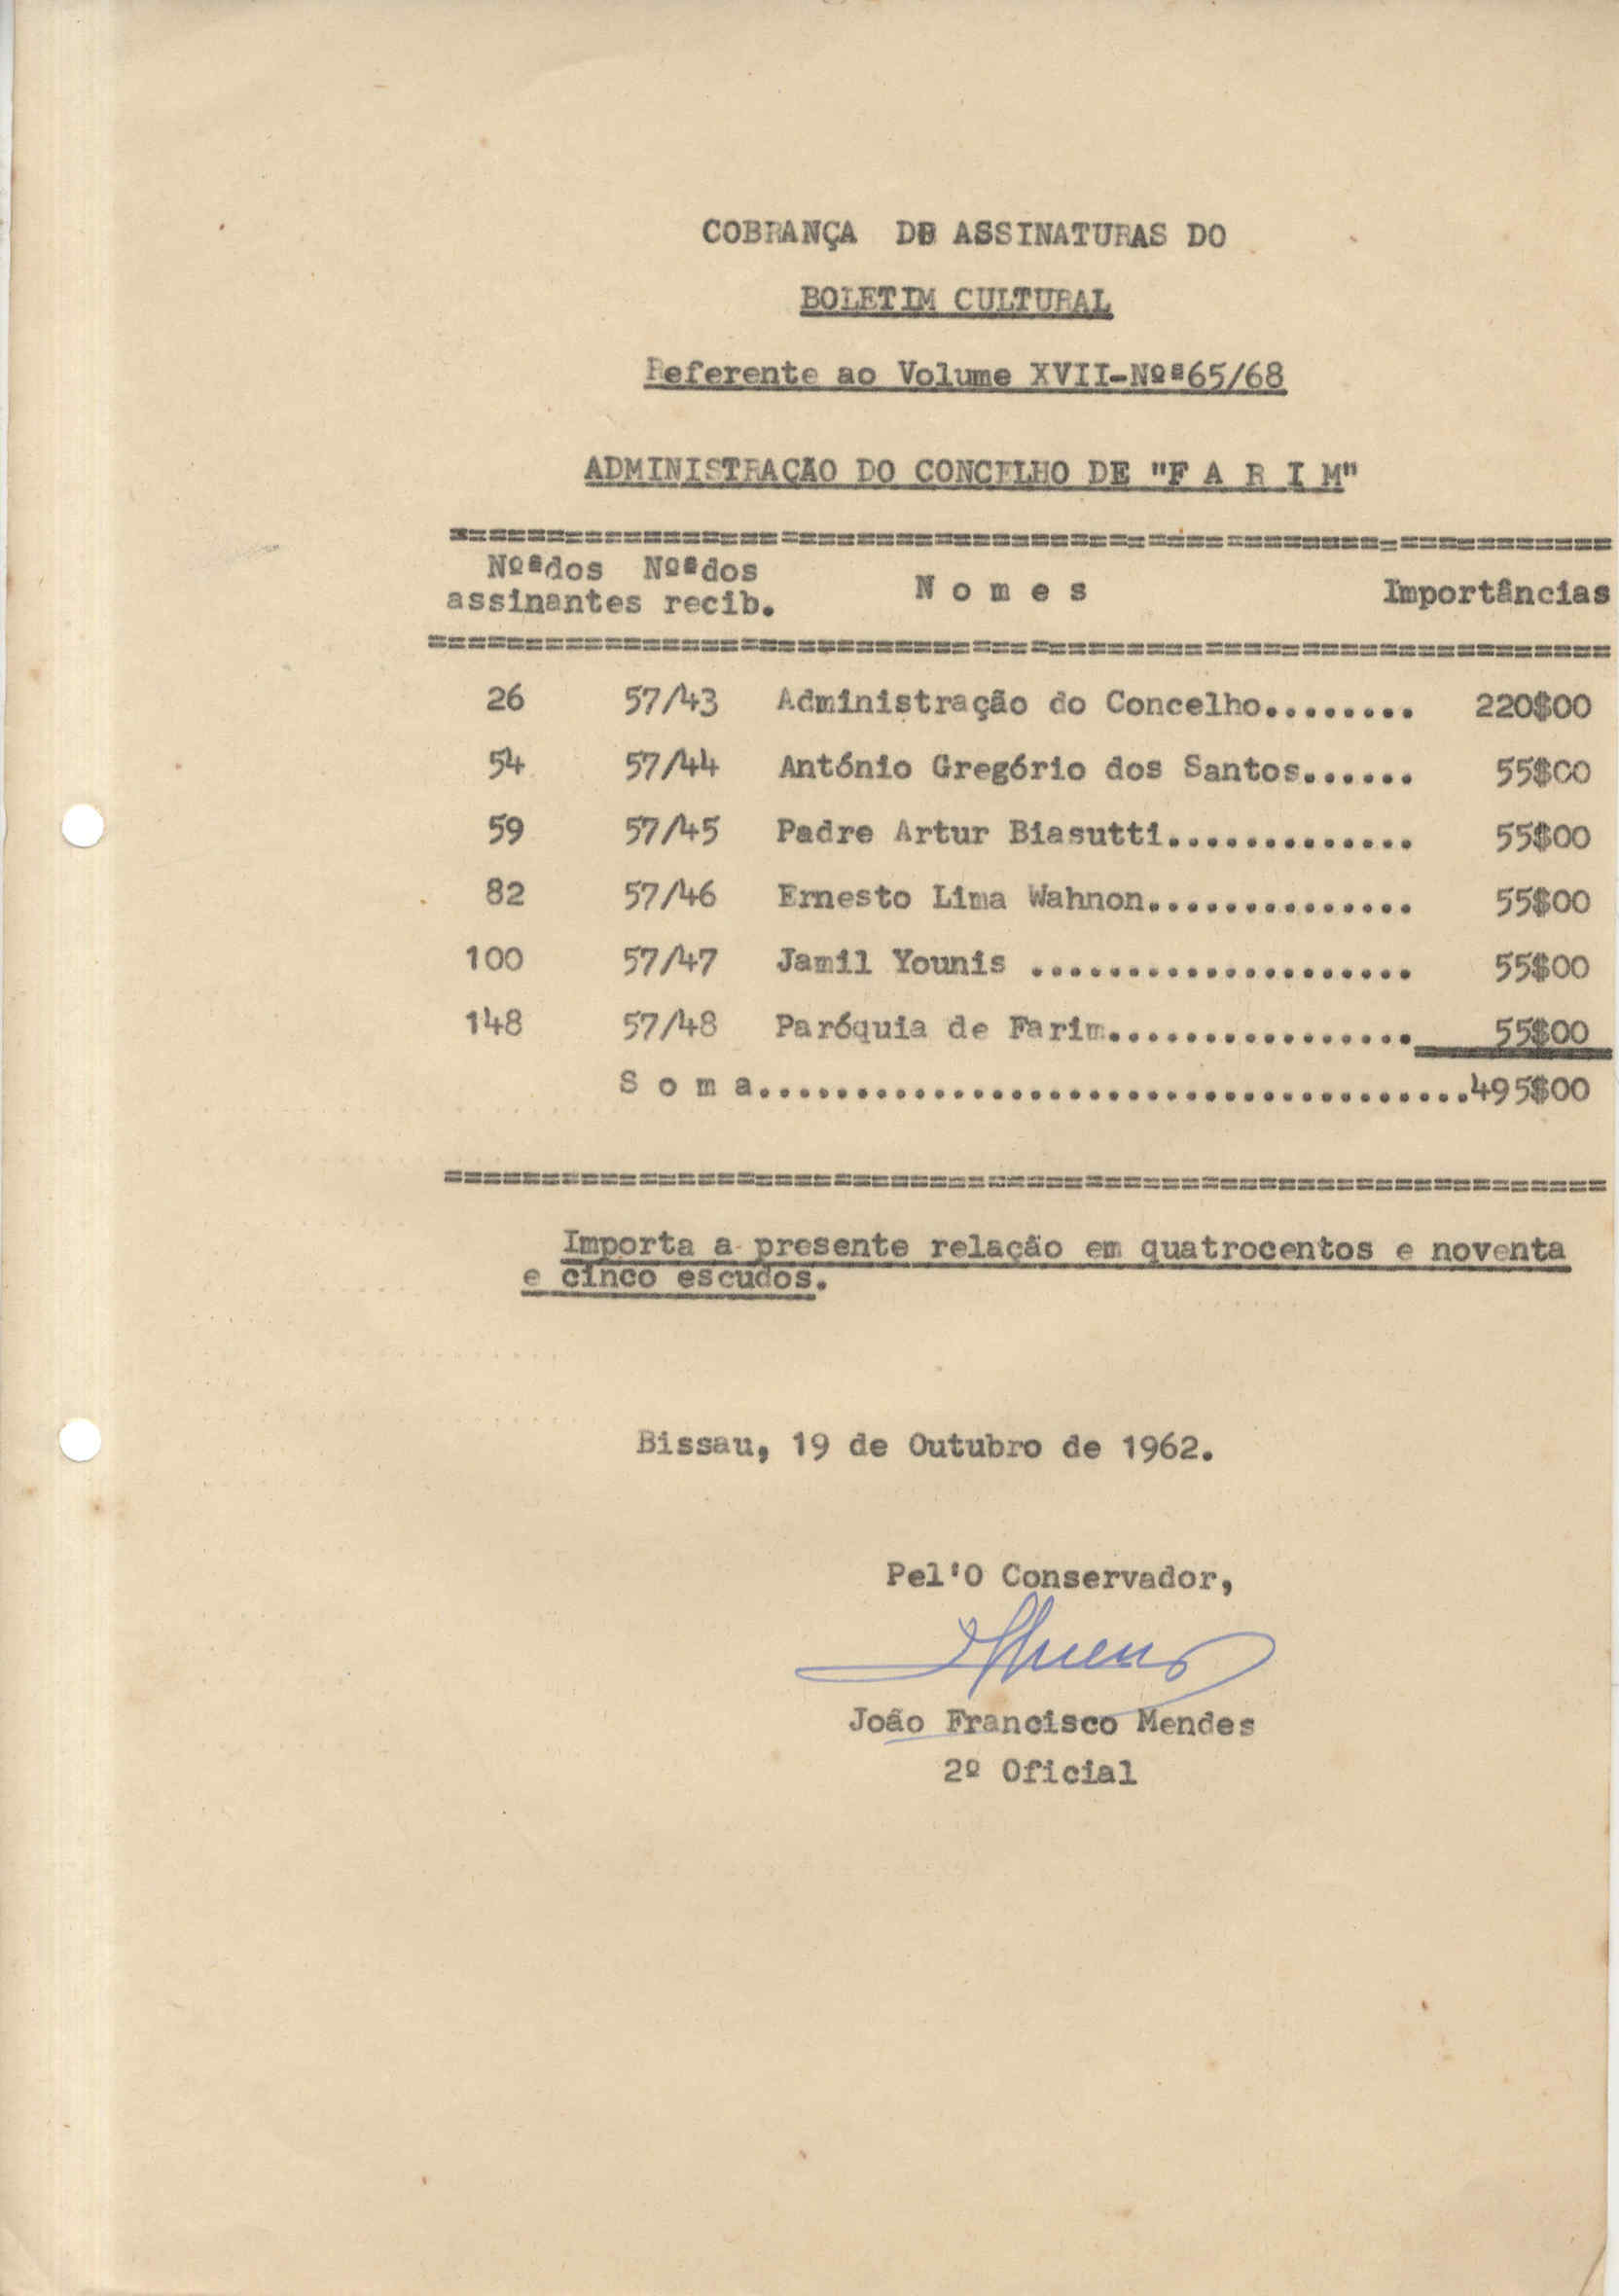 COBRANÇA DE ASSINATURAS DO
BOLETIM CULTURAL
Referente ao Volume XVII-Nºs65/68
ADMINISTRAÇÃO DO CONCELHO DE "F A R I M"
Nºsdos Nºsdos
assinantes recib. N o m e s Importâncias
26 57/43 Administração do Concelho........ 220$00
54 57/44 António Gregório dos Santos...... 55$00
59 57/45 Padre Artur Biasutti............. 55$00
82 57/46 Ernesto Lima Wahnon.............. 55$00
100 57/47 Jamil Younis .................... 55$00
148 57/48 Paróquia de Farim................ 55$00
S o m a.....................................495$00
Importa a presente relação em quatrocentos e noventa
e cinco escudos.
Bissau, 19 de Outubro de 1962.
Pel'O Conservador,
João Francisco Mendes
2º Oficial